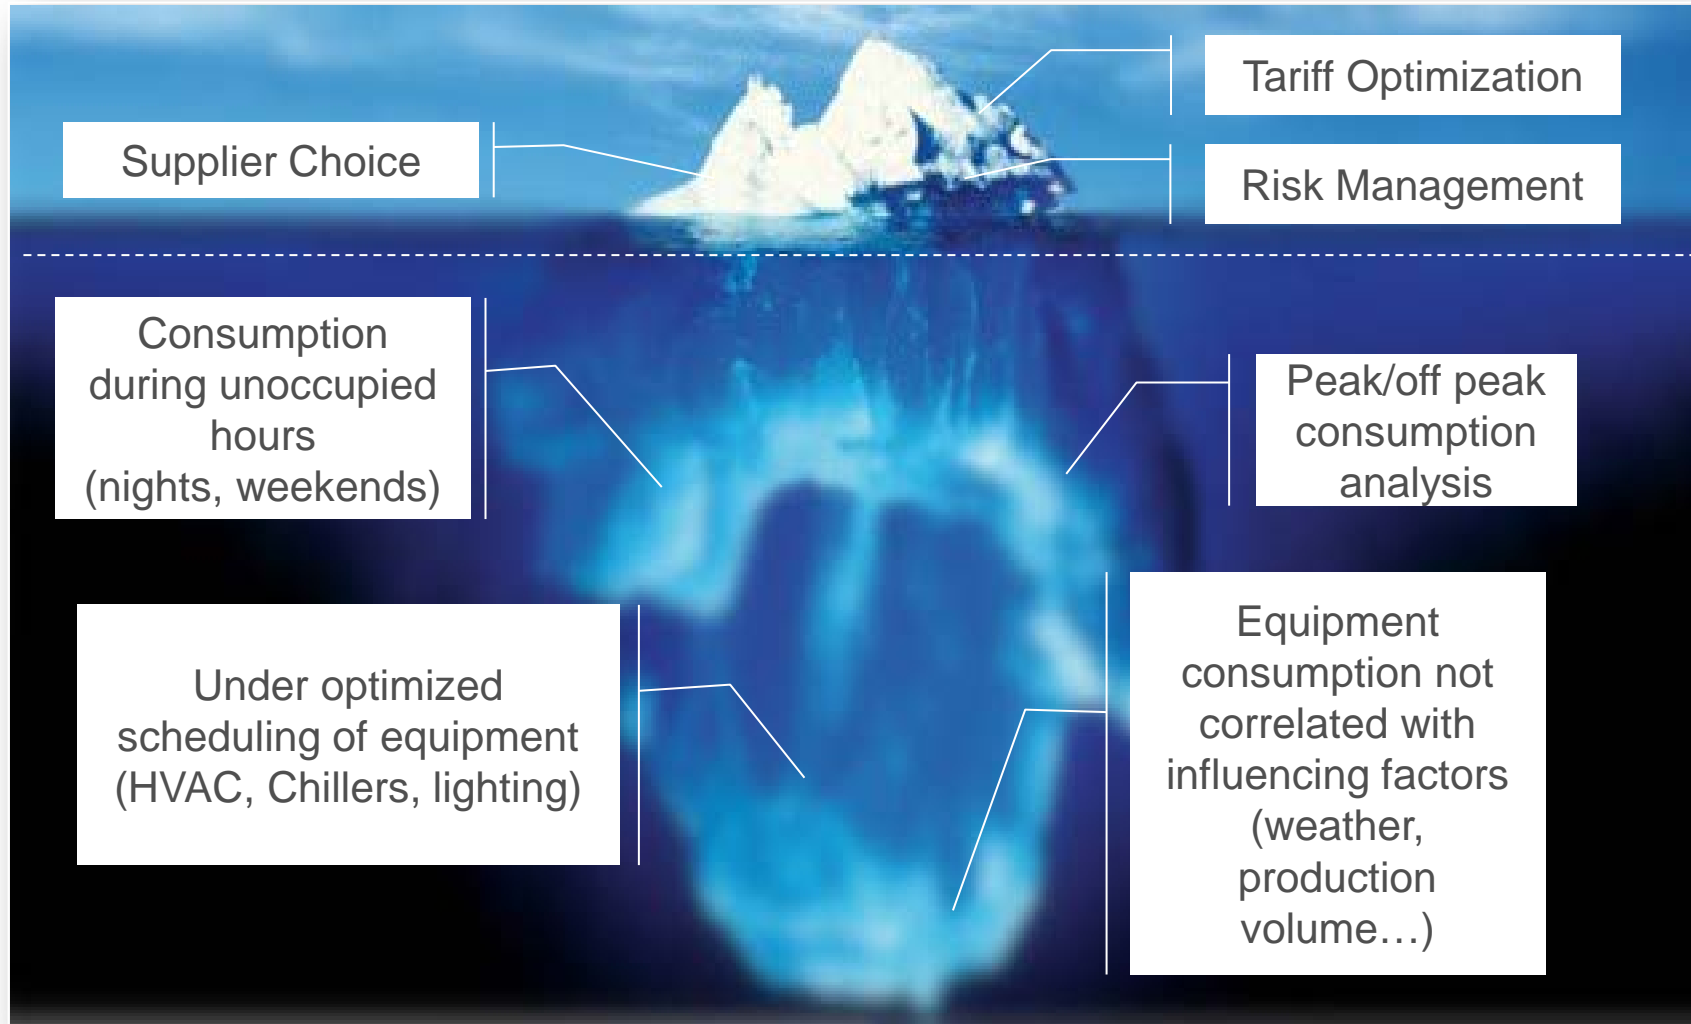 Tariff Optimization
Supplier Choice
Risk Management
Consumption
during unoccupied
hours
(nights, weekends)
Peak/off peak
consumption
analysis
Under optimized
scheduling of equipment
(HVAC, Chillers, lighting)
Equipment
consumption not
correlated with
influencing factors
(weather,
production
volume…)